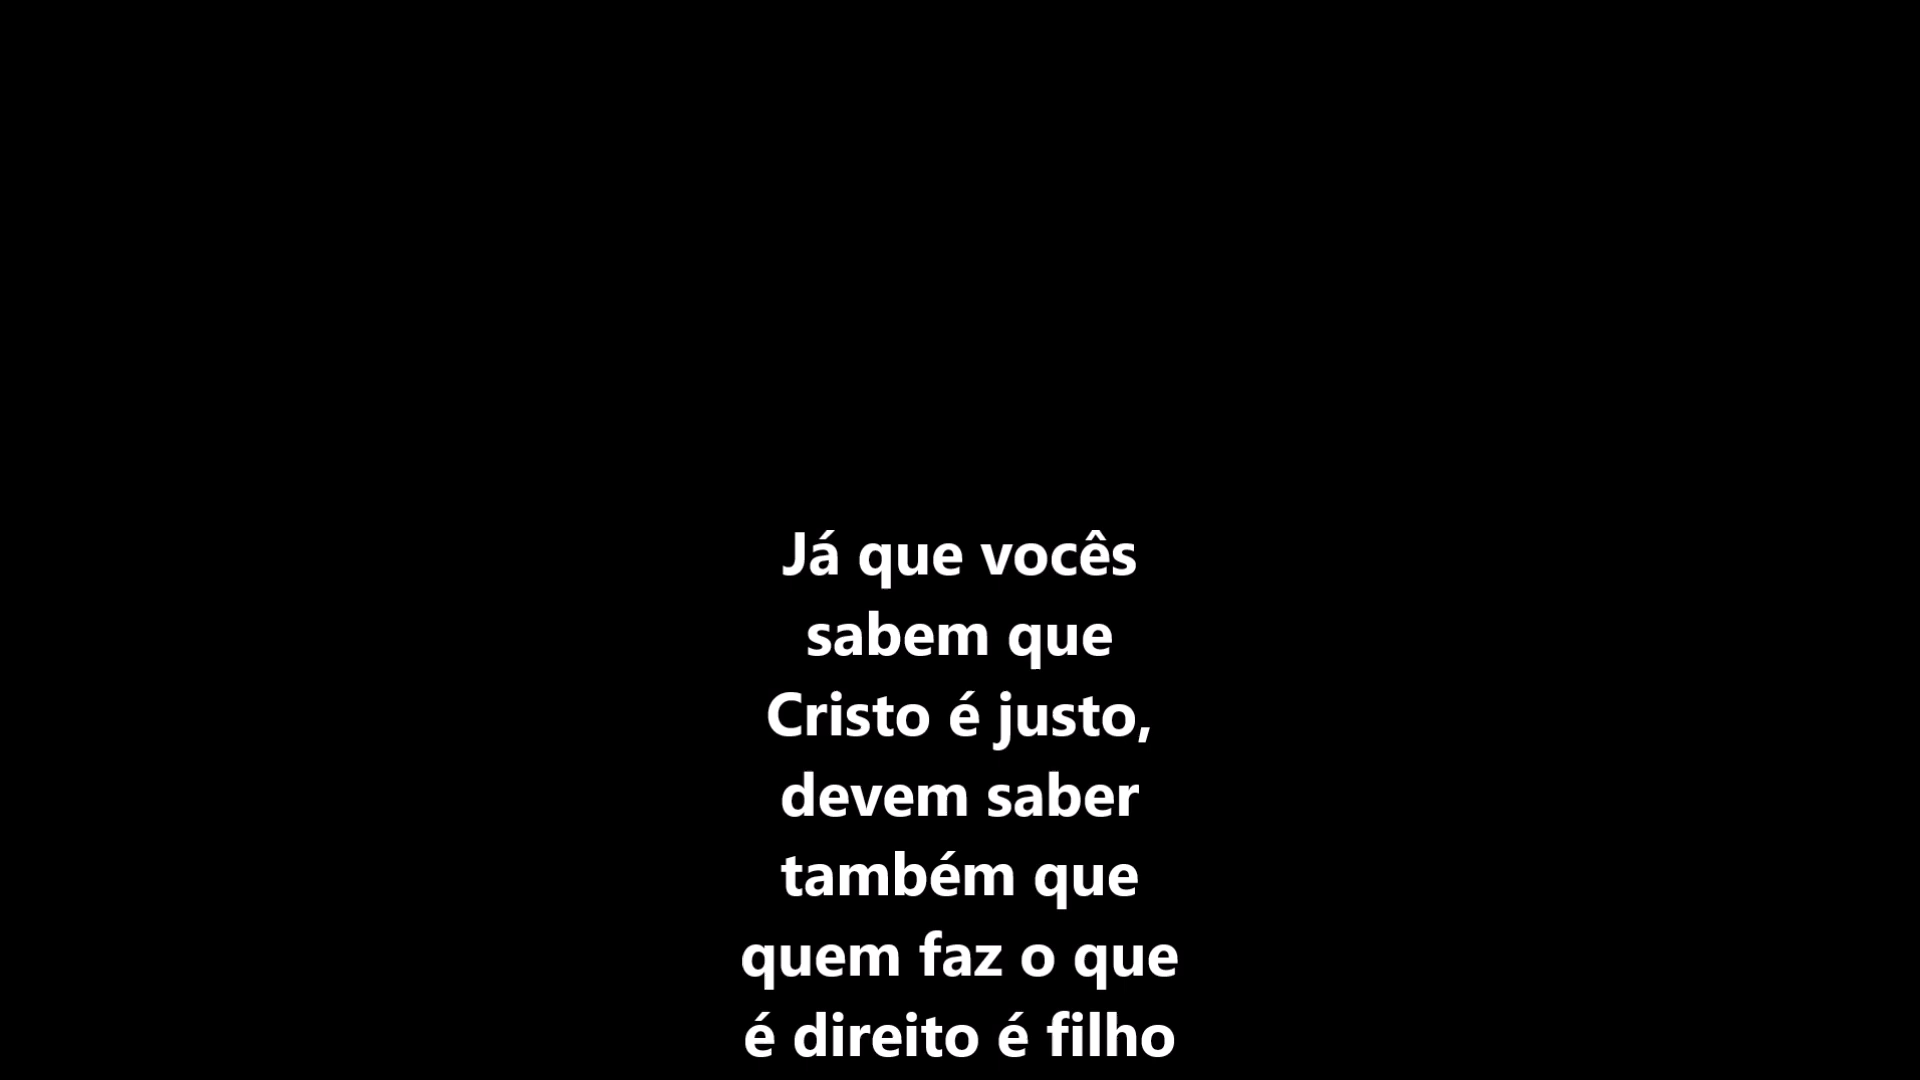 Já que vocês
sabem que
Cristo é justo,
devem saber
também que
quem faz o que
é direito é filho